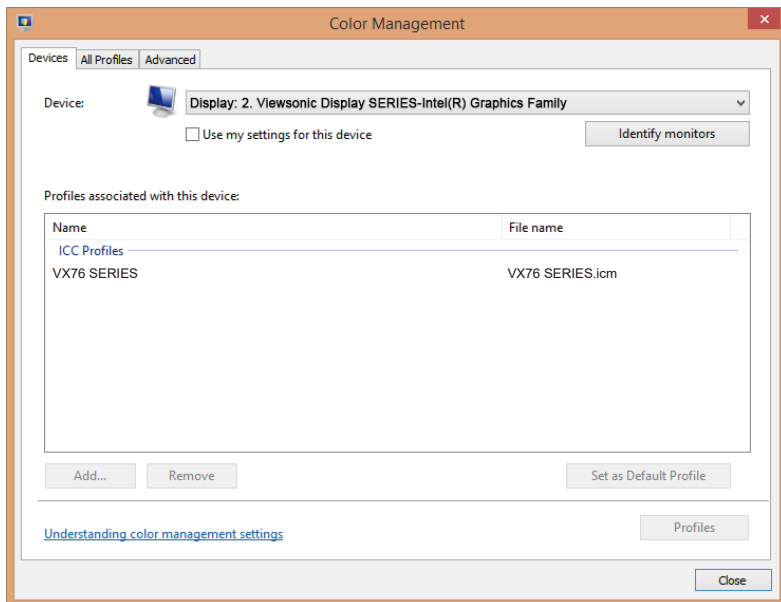 Color Management
Devices All Profiles Advanced
Device: Display: 2. Viewsonic Display SERIES-Intel(R) Graphics Family
Use my settings for this device Identify monitors
Profiles associated with this device:
Name File name
ICC Profiles
VX76 SERIES VX76 SERIES.icm
Add... Remove Set as Default Profile
Understanding color management settings Profiles
Close